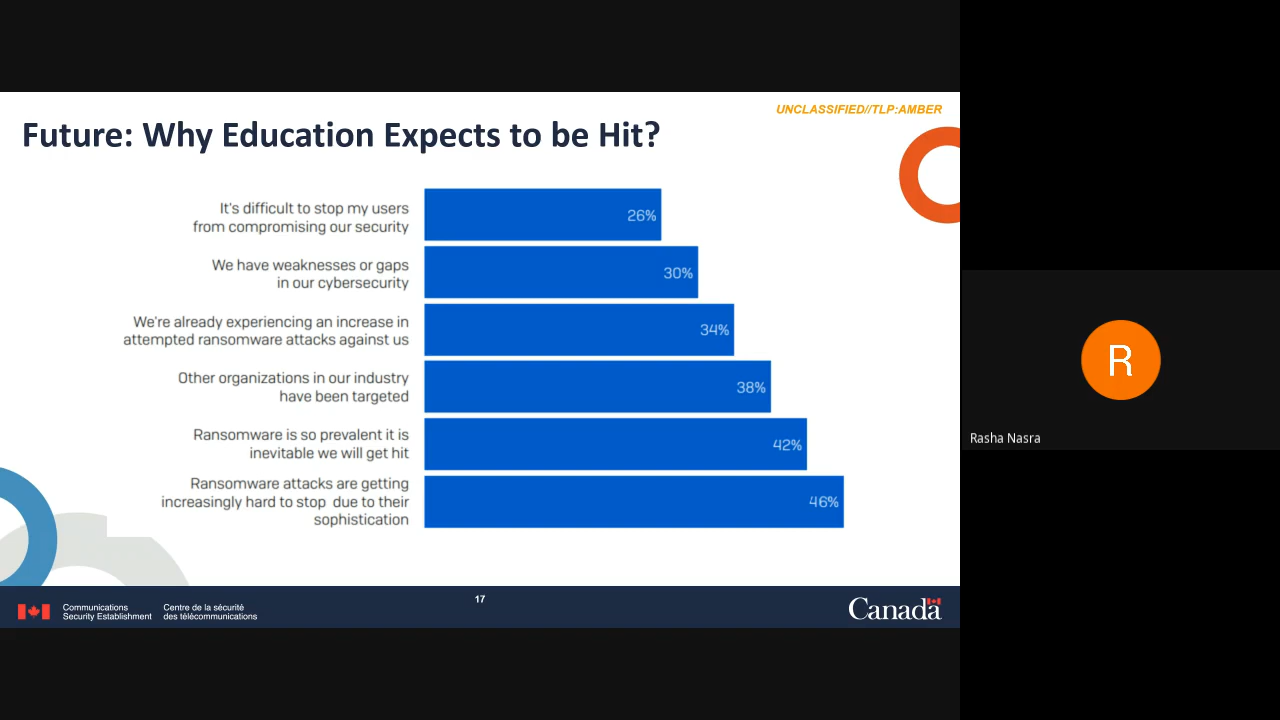 UNCLASSIFIED//TLP:AMBER
Future: Why Education Expects to be Hit?
It's difficult to stop my users
from compromising our security
26%
We have weaknesses or gaps
in our cybersecurity
30%
We're already experiencing an increase in
attempted ransomware attacks against us
34%
Other organizations in our industry
have been targeted
38%
Ransomware is so prevalent it is
inevitable we will get hit
42%
Ransomware attacks are getting
increasingly hard to stop due to their
sophistication
46%
Communications
Security Establishment
Centre de la sécurité
des télécommunications
17
Canada
R
Rasha Nasra